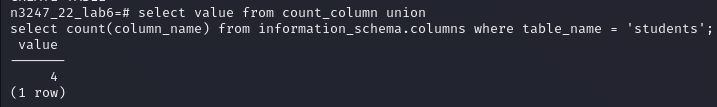 n3247_22_lab6=# select value from count_column union
select count(column_name) from information_schema.columns where table_name = 'students';
value
4
(1 row)